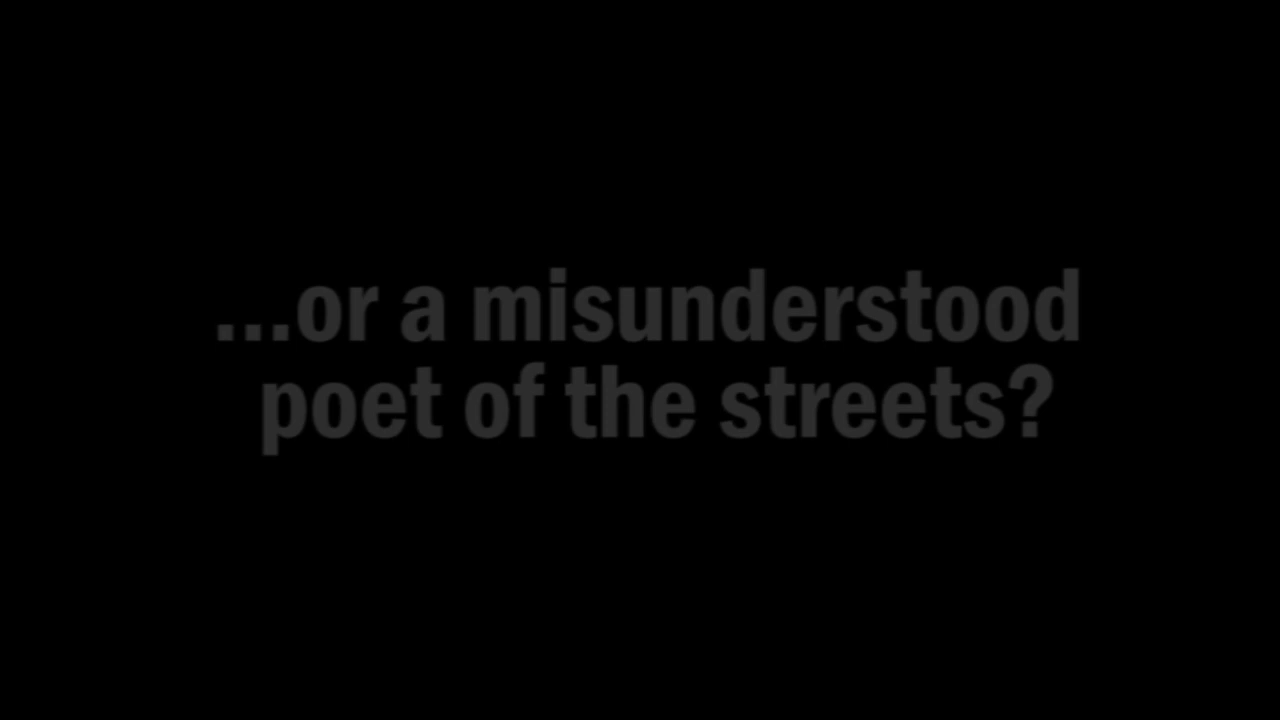 ...or a misunderstood
poet of the streets?